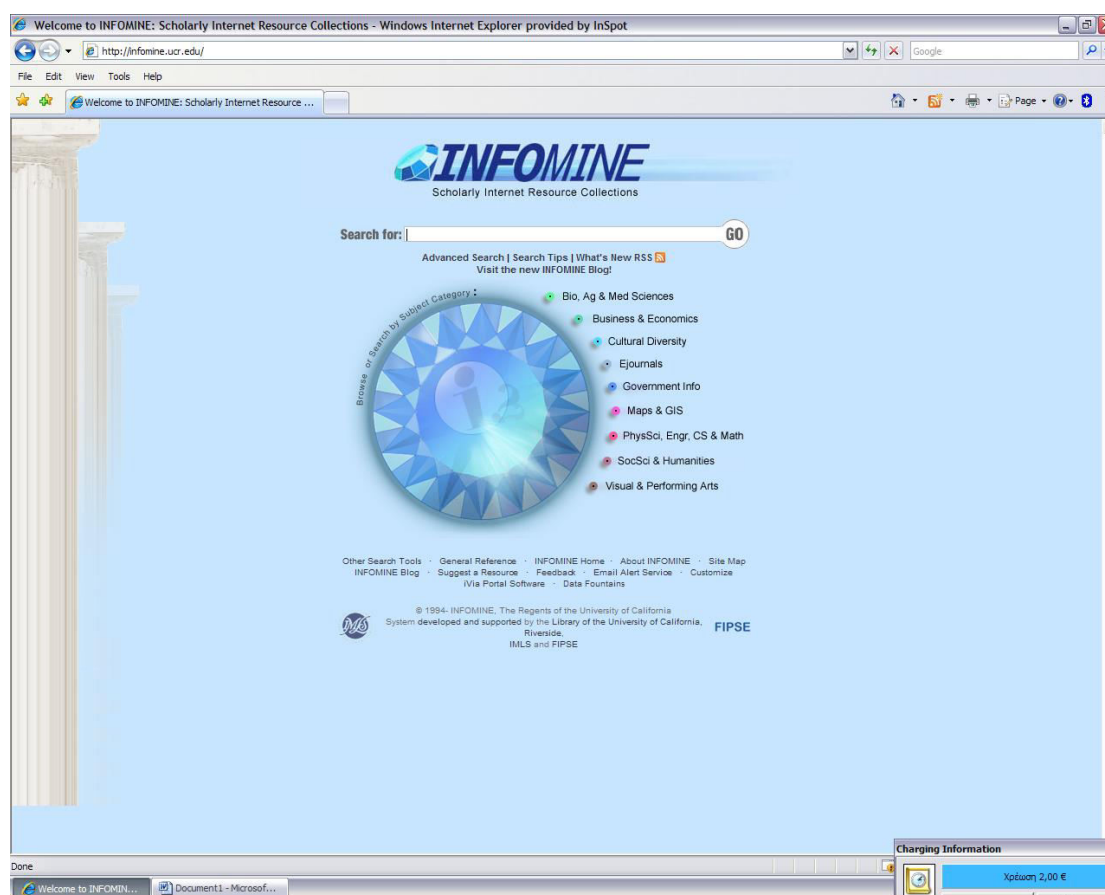 Welcome to INFOMINE: Scholarly Internet Resource Collections - Windows Internet Explorer provided by InSpot
http://infomine.ucr.edu/
Google
File Edit View Tools Help
Welcome to INFOMINE: Scholarly Internet Resource ...
Page
INFOMINE
Scholarly Internet Resource Collections
Search for:
GO
Advanced Search | Search Tips | What's New RSS
Visit the new INFOMINE Blog!
Browse or Search by Subject Category :
Bio, Ag & Med Sciences
Business & Economics
Cultural Diversity
Ejournals
Government Info
Maps & GIS
PhysSci, Engr, CS & Math
SocSci & Humanities
Visual & Performing Arts
Other Search Tools · General Reference · INFOMINE Home · About INFOMINE · Site Map
INFOMINE Blog · Suggest a Resource · Feedback · Email Alert Service · Customize
iVia Portal Software · Data Fountains
© 1994- INFOMINE, The Regents of the University of California
System developed and supported by the Library of the University of California,
Riverside,
IMLS and FIPSE
FIPSE
Charging Information
Done
Χρέωση 2,00 €
Welcome to INFOMIN...
Document1 - Microsof...